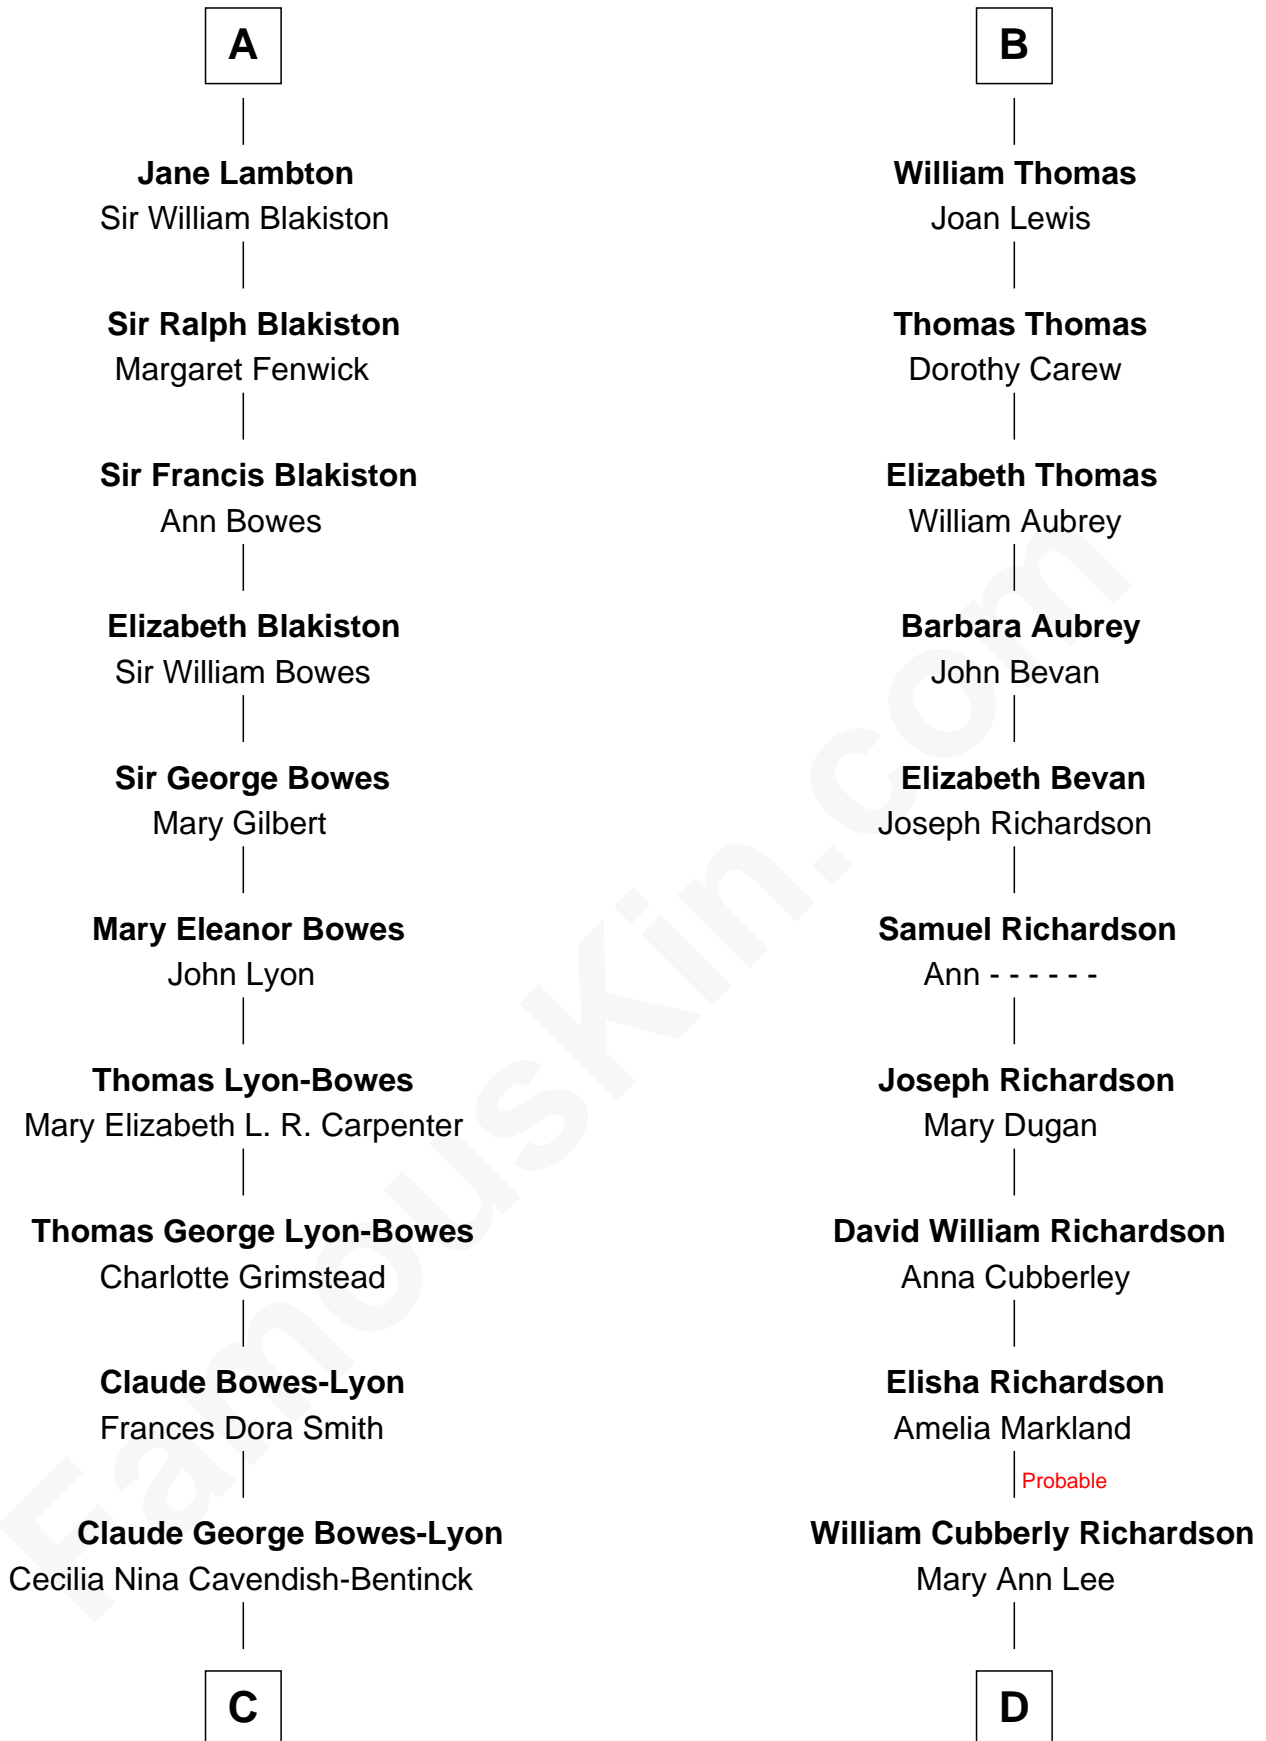 A
Jane Lambton
Sir William Blakiston
Sir Ralph Blakiston
Margaret Fenwick
Sir Francis Blakiston
Ann Bowes
Elizabeth Blakiston
Sir William Bowes
Sir George Bowes
Mary Gilbert
Mary Eleanor Bowes
John Lyon
Thomas Lyon-Bowes
Mary Elizabeth L. R. Carpenter
Thomas George Lyon-Bowes
Charlotte Grimstead
Claude Bowes-Lyon
Frances Dora Smith
Claude George Bowes-Lyon
Cecilia Nina Cavendish-Bentinck
C
B
William Thomas
Joan Lewis
Thomas Thomas
Dorothy Carew
Elizabeth Thomas
William Aubrey
Barbara Aubrey
John Bevan
Elizabeth Bevan
Joseph Richardson
Samuel Richardson
Ann - - - - - -
Joseph Richardson
Mary Dugan
David William Richardson
Anna Cubberley
Elisha Richardson
Amelia Markland
Probable
William Cubberly Richardson
Mary Ann Lee
D
FamousKin.com